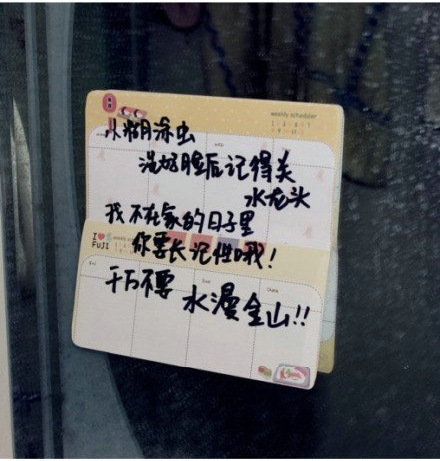 小糊涂虫
weekly scheduler
洗好脸后记得关
水龙头
我不在家的日子里
I ❤ FUJI
你要长记性哦!
千万不要
水漫金山!!